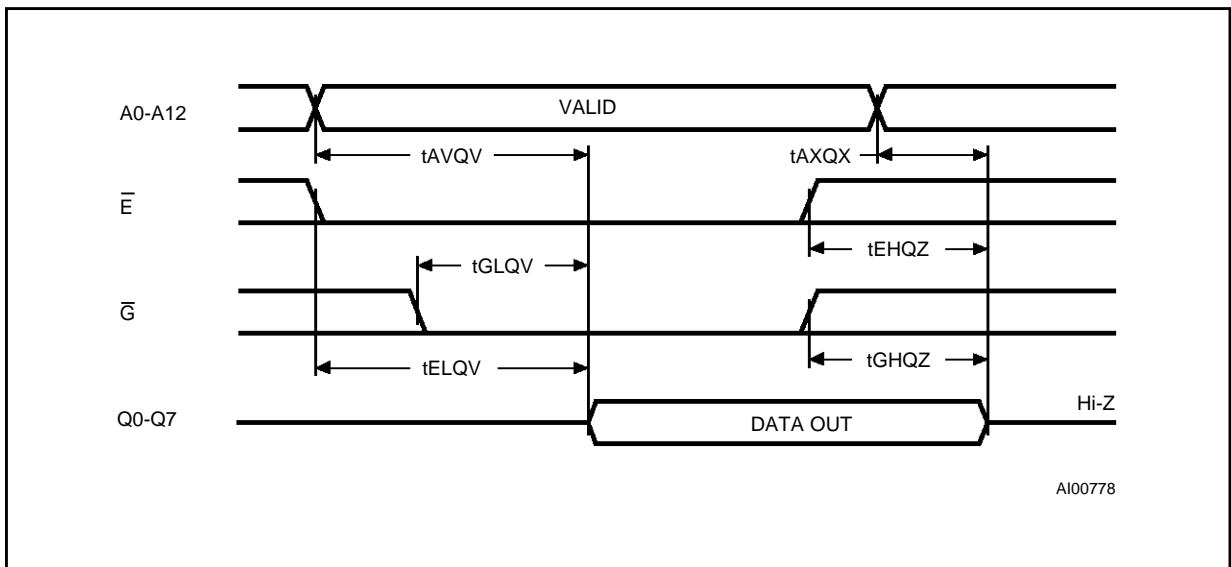 A0-A12
VALID
tAVQV
tAXQX
E̅
tEHQZ
tGLQV
G̅
tGHQZ
tELQV
Hi-Z
Q0-Q7
DATA OUT
AI00778